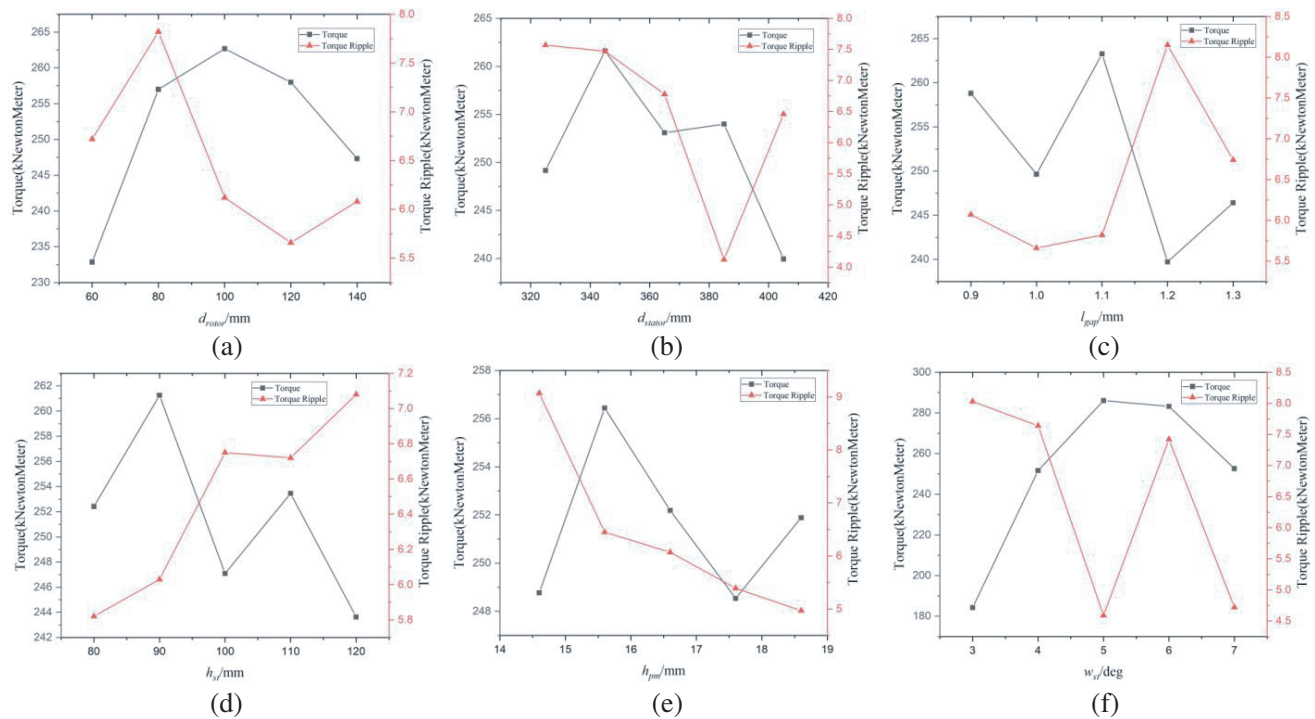 265
260
255
250
245
240
235
230
Torque(kNewtonMeter)
60 80 100 120 140
d_rotor/mm
8.0
7.5
7.0
6.5
6.0
5.5
Torque Ripple(kNewtonMeter)
Torque
Torque Ripple
(a)
265
260
255
250
245
240
Torque(kNewtonMeter)
320 340 360 380 400 420
d_stator/mm
8.0
7.5
7.0
6.5
6.0
5.5
5.0
4.5
4.0
Torque Ripple(kNewtonMeter)
Torque
Torque Ripple
(b)
265
260
255
250
245
240
Torque(kNewtonMeter)
0.9 1.0 1.1 1.2 1.3
l_gap/mm
8.5
8.0
7.5
7.0
6.5
6.0
5.5
Torque Ripple(kNewtonMeter)
Torque
Torque Ripple
(c)
262
260
258
256
254
252
250
248
246
244
242
Torque(kNewtonMeter)
80 90 100 110 120
h_st/mm
7.2
7.0
6.8
6.6
6.4
6.2
6.0
5.8
Torque Ripple(kNewtonMeter)
Torque
Torque Ripple
(d)
258
256
254
252
250
248
Torque(kNewtonMeter)
14 15 16 17 18 19
h_pm/mm
9
8
7
6
5
Torque Ripple(kNewtonMeter)
Torque
Torque Ripple
(e)
300
280
260
240
220
200
180
Torque(kNewtonMeter)
3 4 5 6 7
w_st/deg
8.5
8.0
7.5
7.0
6.5
6.0
5.5
5.0
4.5
Torque Ripple(kNewtonMeter)
Torque
Torque Ripple
(f)